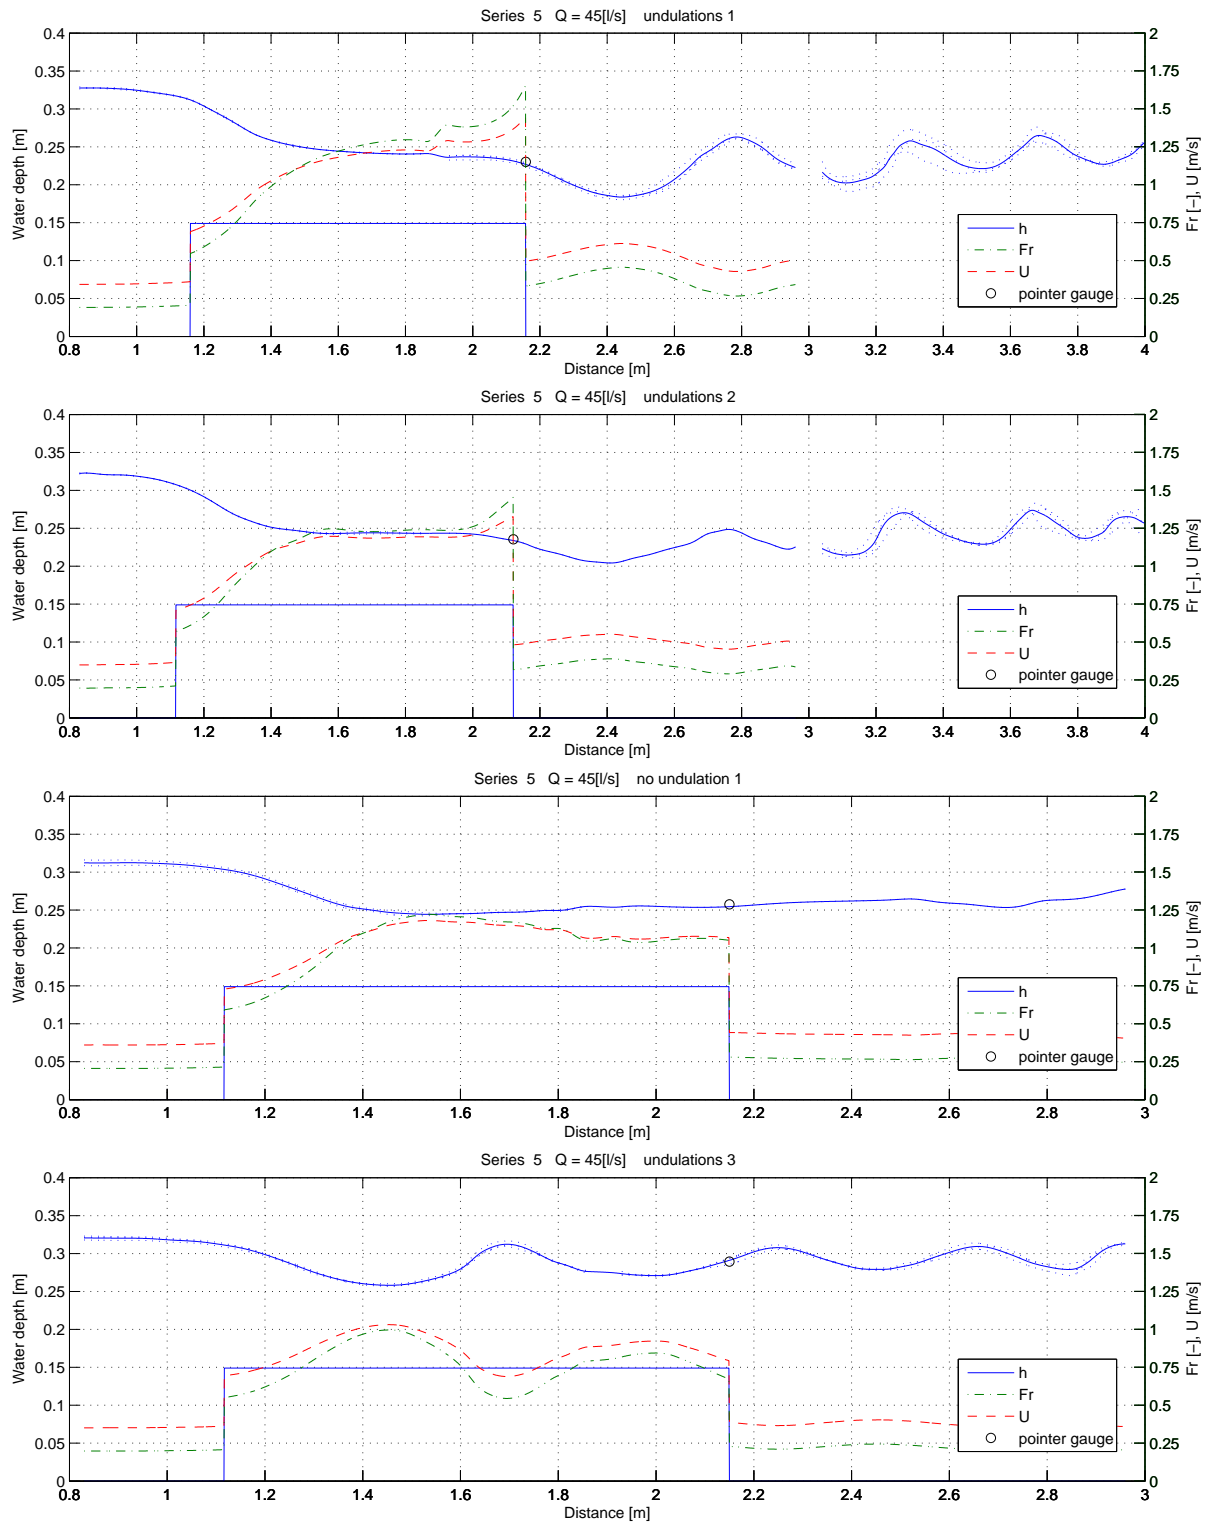 Series 5 Q = 45[l/s] undulations 1
0.4
0.35
0.3
0.25
0.2
0.15
0.1
0.05
0
Water depth [m]
2
1.75
1.5
1.25
1
0.75
0.5
0.25
0
Fr [−], U [m/s]
h
Fr
U
pointer gauge
0.8 1 1.2 1.4 1.6 1.8 2 2.2 2.4 2.6 2.8 3 3.2 3.4 3.6 3.8 4
Distance [m]
Series 5 Q = 45[l/s] undulations 2
0.4
0.35
0.3
0.25
0.2
0.15
0.1
0.05
0
Water depth [m]
2
1.75
1.5
1.25
1
0.75
0.5
0.25
0
Fr [−], U [m/s]
h
Fr
U
pointer gauge
0.8 1 1.2 1.4 1.6 1.8 2 2.2 2.4 2.6 2.8 3 3.2 3.4 3.6 3.8 4
Distance [m]
Series 5 Q = 45[l/s] no undulation 1
0.4
0.35
0.3
0.25
0.2
0.15
0.1
0.05
0
Water depth [m]
2
1.75
1.5
1.25
1
0.75
0.5
0.25
0
Fr [−], U [m/s]
h
Fr
U
pointer gauge
0.8 1 1.2 1.4 1.6 1.8 2 2.2 2.4 2.6 2.8 3
Distance [m]
Series 5 Q = 45[l/s] undulations 3
0.4
0.35
0.3
0.25
0.2
0.15
0.1
0.05
0
Water depth [m]
2
1.75
1.5
1.25
1
0.75
0.5
0.25
0
Fr [−], U [m/s]
h
Fr
U
pointer gauge
0.8 1 1.2 1.4 1.6 1.8 2 2.2 2.4 2.6 2.8 3
Distance [m]